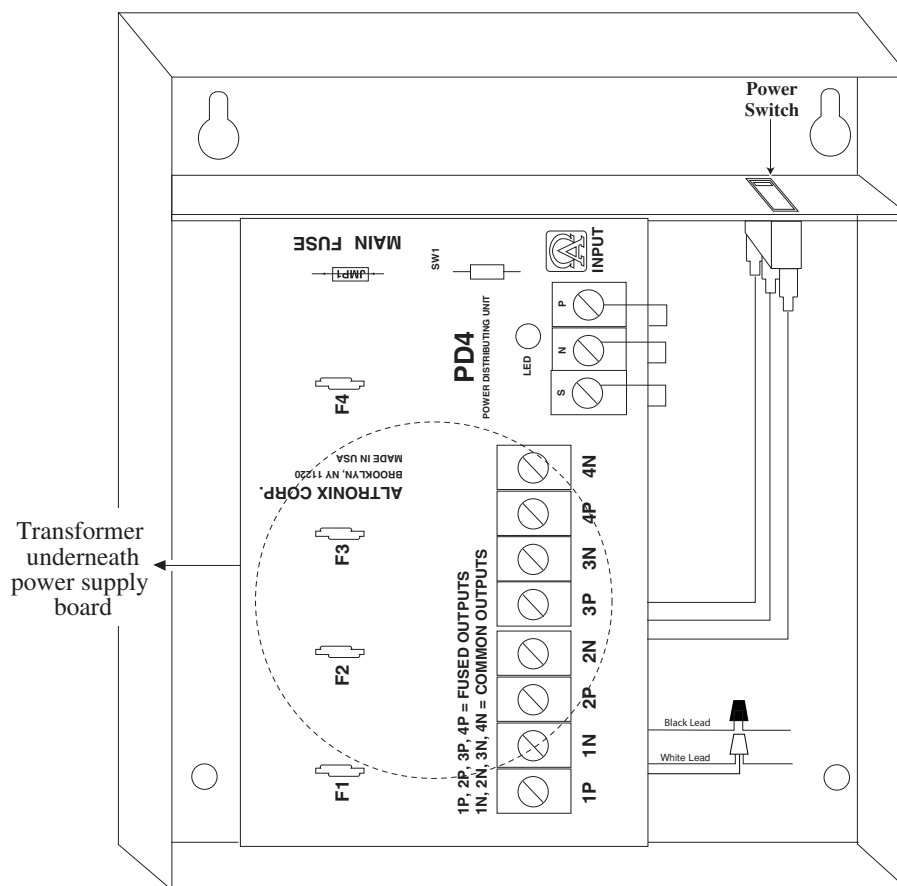 Power
Switch
MAIN FUSE
JMP1
SW1
INPUT
P
N
S
LED
PD4
POWER DISTRIBUTING UNIT
F4
ALTRONIX CORP.
BROOKLYN, NY 11220
MADE IN USA
F3
F2
F1
Transformer
underneath
power supply
board
1P, 2P, 3P, 4P = FUSED OUTPUTS
1N, 2N, 3N, 4N = COMMON OUTPUTS
4N
4P
3N
3P
2N
2P
1N
1P
Black Lead
White Lead